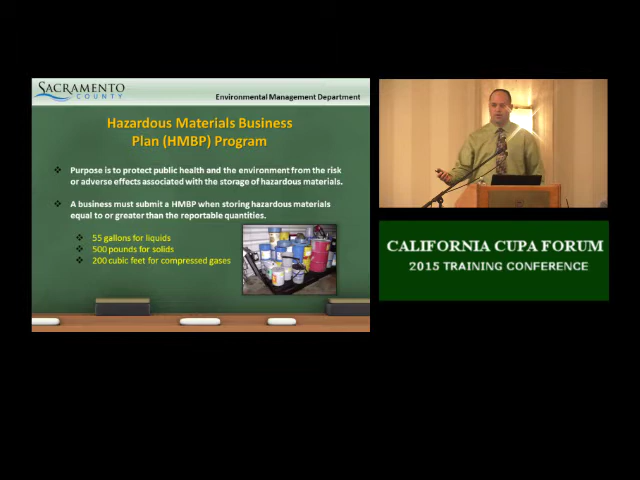 SACRAMENTO
COUNTY
Environmental Management Department
Hazardous Materials Business
Plan (HMBP) Program
❖ Purpose is to protect public health and the environment from the risk
or adverse effects associated with the storage of hazardous materials.
❖ A business must submit a HMBP when storing hazardous materials
equal to or greater than the reportable quantities.
❖ 55 gallons for liquids
❖ 500 pounds for solids
❖ 200 cubic feet for compressed gases
CALIFORNIA CUPA FORUM
2015 TRAINING CONFERENCE